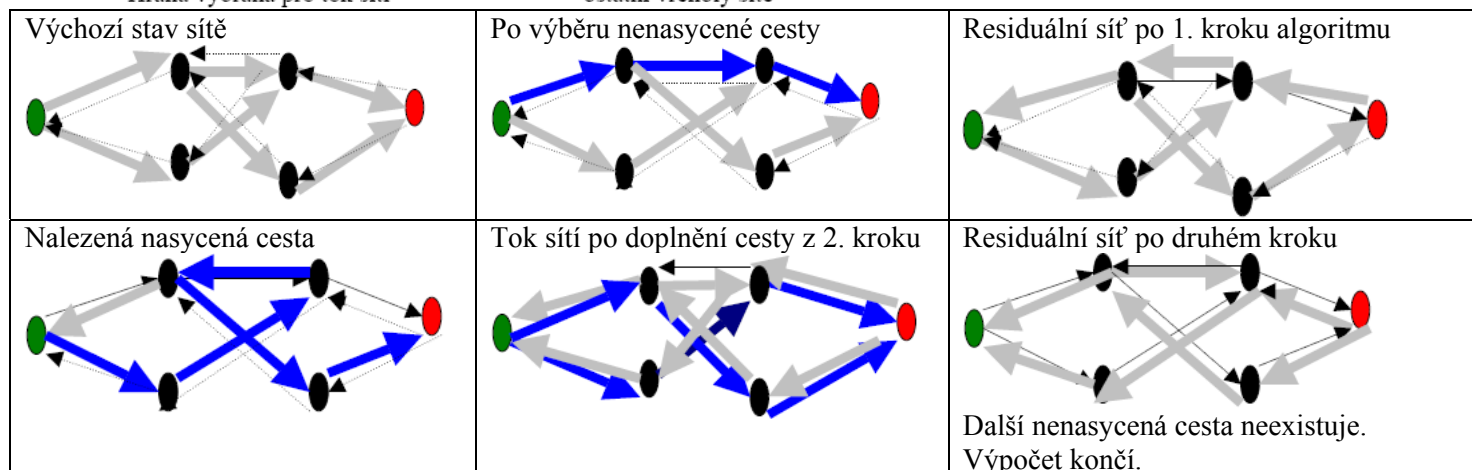 Výchozí stav sítě
Po výběru nenasycené cesty
Residuální síť po 1. kroku algoritmu
Nalezená nasycená cesta
Tok sítí po doplnění cesty z 2. kroku
Residuální síť po druhém kroku
Další nenasycená cesta neexistuje.
Výpočet končí.